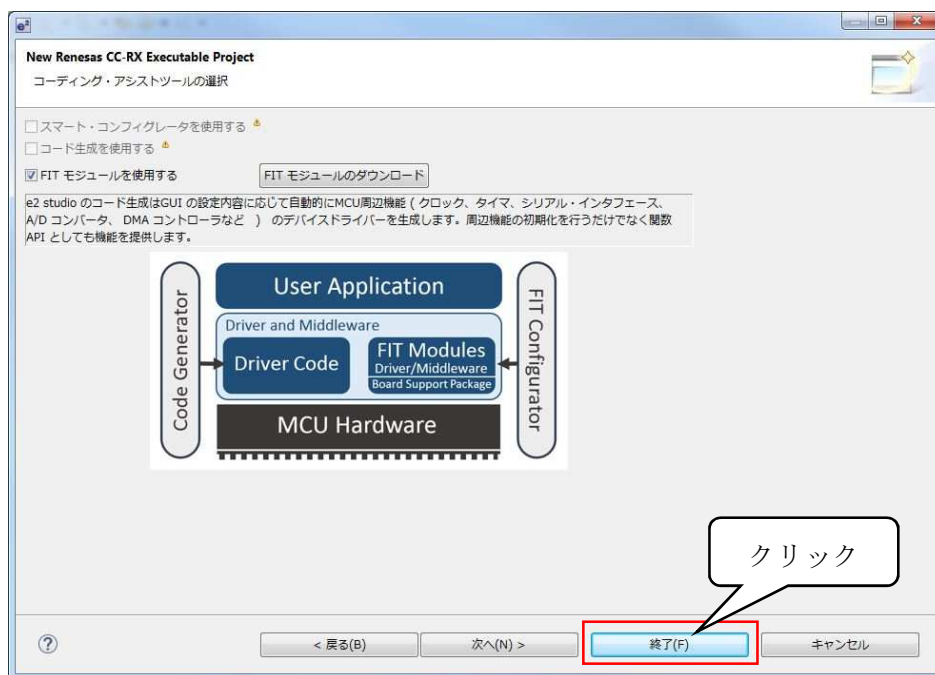 e²
New Renesas CC-RX Executable Project
コーディング・アシストツールの選択
スマート・コンフィグレータを使用する
コード生成を使用する
FIT モジュールを使用する
FIT モジュールのダウンロード
e2 studio のコード生成はGUI の設定内容に応じて自動的にMCU周辺機能 ( クロック、タイマ、シリアル・インタフェース、
A/D コンバータ、 DMA コントローラなど ) のデバイスドライバーを生成します。周辺機能の初期化を行うだけでなく関数
API としても機能を提供します。
Code Generator
User Application
Driver and Middleware
Driver Code
FIT Modules
Driver/Middleware
Board Support Package
MCU Hardware
FIT Configurator
クリック
?
< 戻る(B)
次へ(N) >
終了(F)
キャンセル